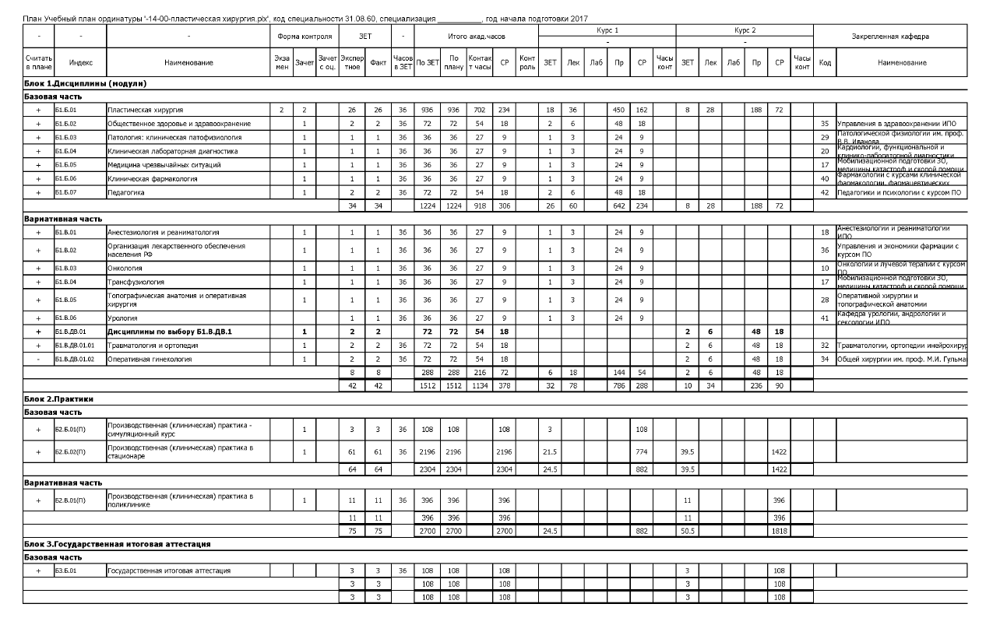 План Учебный план ординатуры '-14-00-пластическая хирургия.plx', код специальности 31.08.60, специализация __________, год начала подготовки 2017
- - - Форма контроля ЗЕТ - Итого акад.часов Курс 1 Курс 2 Закрепленная кафедра
- -
Считать в плане Индекс Наименование Экза мен Зачет Зачет с оц. Экспер тное Факт Часов в ЗЕТ По ЗЕТ По плану Контак т часы СР Конт роль ЗЕТ Лек Лаб Пр СР Часы конт ЗЕТ Лек Лаб Пр СР Часы конт Код Наименование
Блок 1.Дисциплины (модули)
Базовая часть
+ Б1.Б.01 Пластическая хирургия 2 2 26 26 36 936 936 702 234 18 36 450 162 8 28 188 72
+ Б1.Б.02 Общественное здоровье и здравоохранение 1 2 2 36 72 72 54 18 2 6 48 18 35 Управления в здравоохранении ИПО
+ Б1.Б.03 Патология: клиническая патофизиология 1 1 1 36 36 36 27 9 1 3 24 9 29 Патологической физиологии им. проф. В.В. Иванова
+ Б1.Б.04 Клиническая лабораторная диагностика 1 1 1 36 36 36 27 9 1 3 24 9 20 Кардиологии, функциональной и клинико-лабораторной диагностики
+ Б1.Б.05 Медицина чрезвычайных ситуаций 1 1 1 36 36 36 27 9 1 3 24 9 17 Мобилизационной подготовки ЗО, медицины катастроф и скорой помощи
+ Б1.Б.06 Клиническая фармакология 1 1 1 36 36 36 27 9 1 3 24 9 40 Фармакологии с курсами клинической фармакологии, фармацевтических
+ Б1.Б.07 Педагогика 1 2 2 36 72 72 54 18 2 6 48 18 42 Педагогики и психологии с курсом ПО
34 34 1224 1224 918 306 26 60 642 234 8 28 188 72
Вариативная часть
+ Б1.В.01 Анестезиология и реаниматология 1 1 1 36 36 36 27 9 1 3 24 9 18 Анестезиологии и реаниматологии ИПО
+ Б1.В.02 Организация лекарственного обеспечения населения РФ 1 1 1 36 36 36 27 9 1 3 24 9 36 Управления и экономики фармации с курсом ПО
+ Б1.В.03 Онкология 1 1 1 36 36 36 27 9 1 3 24 9 10 Онкологии и лучевой терапии с курсом ПО
+ Б1.В.04 Трансфузиология 1 1 1 36 36 36 27 9 1 3 24 9 17 Мобилизационной подготовки ЗО, медицины катастроф и скорой помощи
+ Б1.В.05 Топографическая анатомия и оперативная хирургия 1 1 1 36 36 36 27 9 1 3 24 9 28 Оперативной хирургии и топографической анатомии
+ Б1.В.06 Урология 1 1 36 36 36 27 9 1 3 24 9 41 Кафедра урологии, андрологии и сексологии ИПО
+ Б1.В.ДВ.01 Дисциплины по выбору Б1.В.ДВ.1 1 2 2 72 72 54 18 2 6 48 18
+ Б1.В.ДВ.01.01 Травматология и ортопедия 1 2 2 36 72 72 54 18 2 6 48 18 32 Травматологии, ортопедии инейрохирур
- Б1.В.ДВ.01.02 Оперативная гинекология 1 2 2 36 72 72 54 18 2 6 48 18 34 Общей хирургии им. проф. М.И. Гульма
8 8 288 288 216 72 6 18 144 54 2 6 48 18
42 42 1512 1512 1134 378 32 78 786 288 10 34 236 90
Блок 2.Практики
Базовая часть
+ Б2.Б.01(П) Производственная (клиническая) практика - симуляционный курс 1 3 3 36 108 108 108 3 108
+ Б2.Б.02(П) Производственная (клиническая) практика в стационаре 1 61 61 36 2196 2196 2196 21.5 774 39.5 1422
64 64 2304 2304 2304 24.5 882 39.5 1422
Вариативная часть
+ Б2.В.01(П) Производственная (клиническая) практика в поликлинике 1 11 11 36 396 396 396 11 396
11 11 396 396 396 11 396
75 75 2700 2700 2700 24.5 882 50.5 1818
Блок 3.Государственная итоговая аттестация
Базовая часть
+ Б3.Б.01 Государственная итоговая аттестация 3 3 36 108 108 108 3 108
3 3 108 108 108 3 108
3 3 108 108 108 3 108